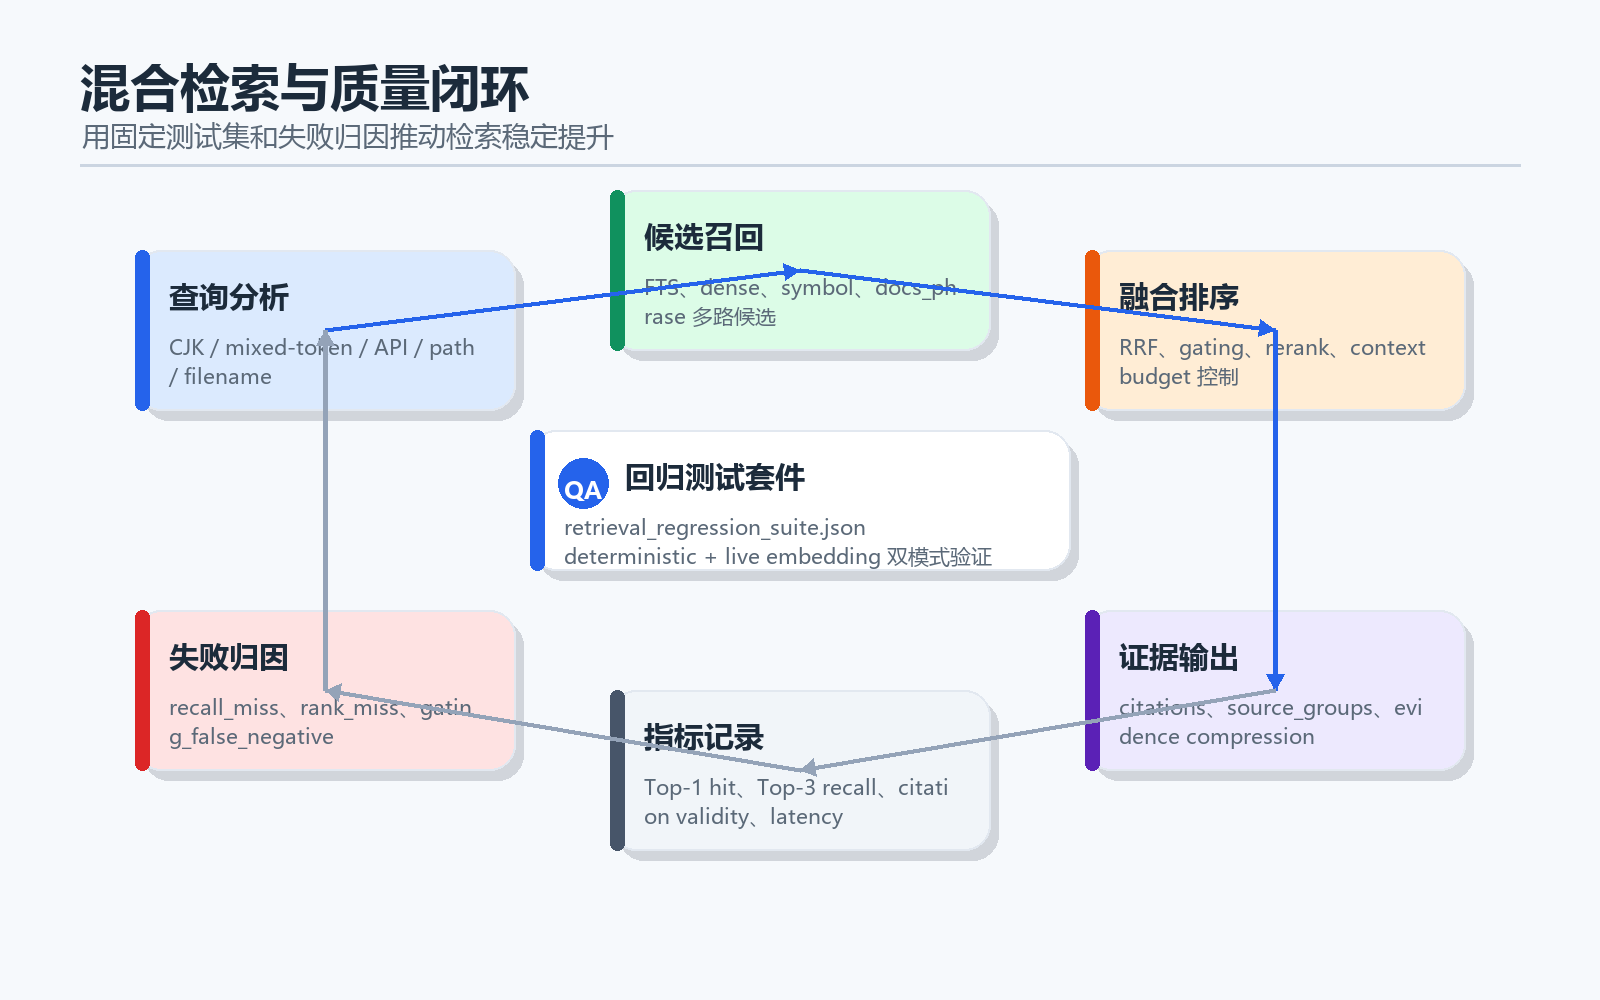 混合检索与质量闭环
用固定测试集和失败归因推动检索稳定提升
查询分析
CJK / mixed-token / API / path
/ filename
候选召回
FTS、dense、symbol、docs_ph
rase 多路候选
融合排序
RRF、gating、rerank、context
budget 控制
QA 回归测试套件
retrieval_regression_suite.json
deterministic + live embedding 双模式验证
失败归因
recall_miss、rank_miss、gatin
g_false_negative
指标记录
Top-1 hit、Top-3 recall、citati
on validity、latency
证据输出
citations、source_groups、evi
dence compression